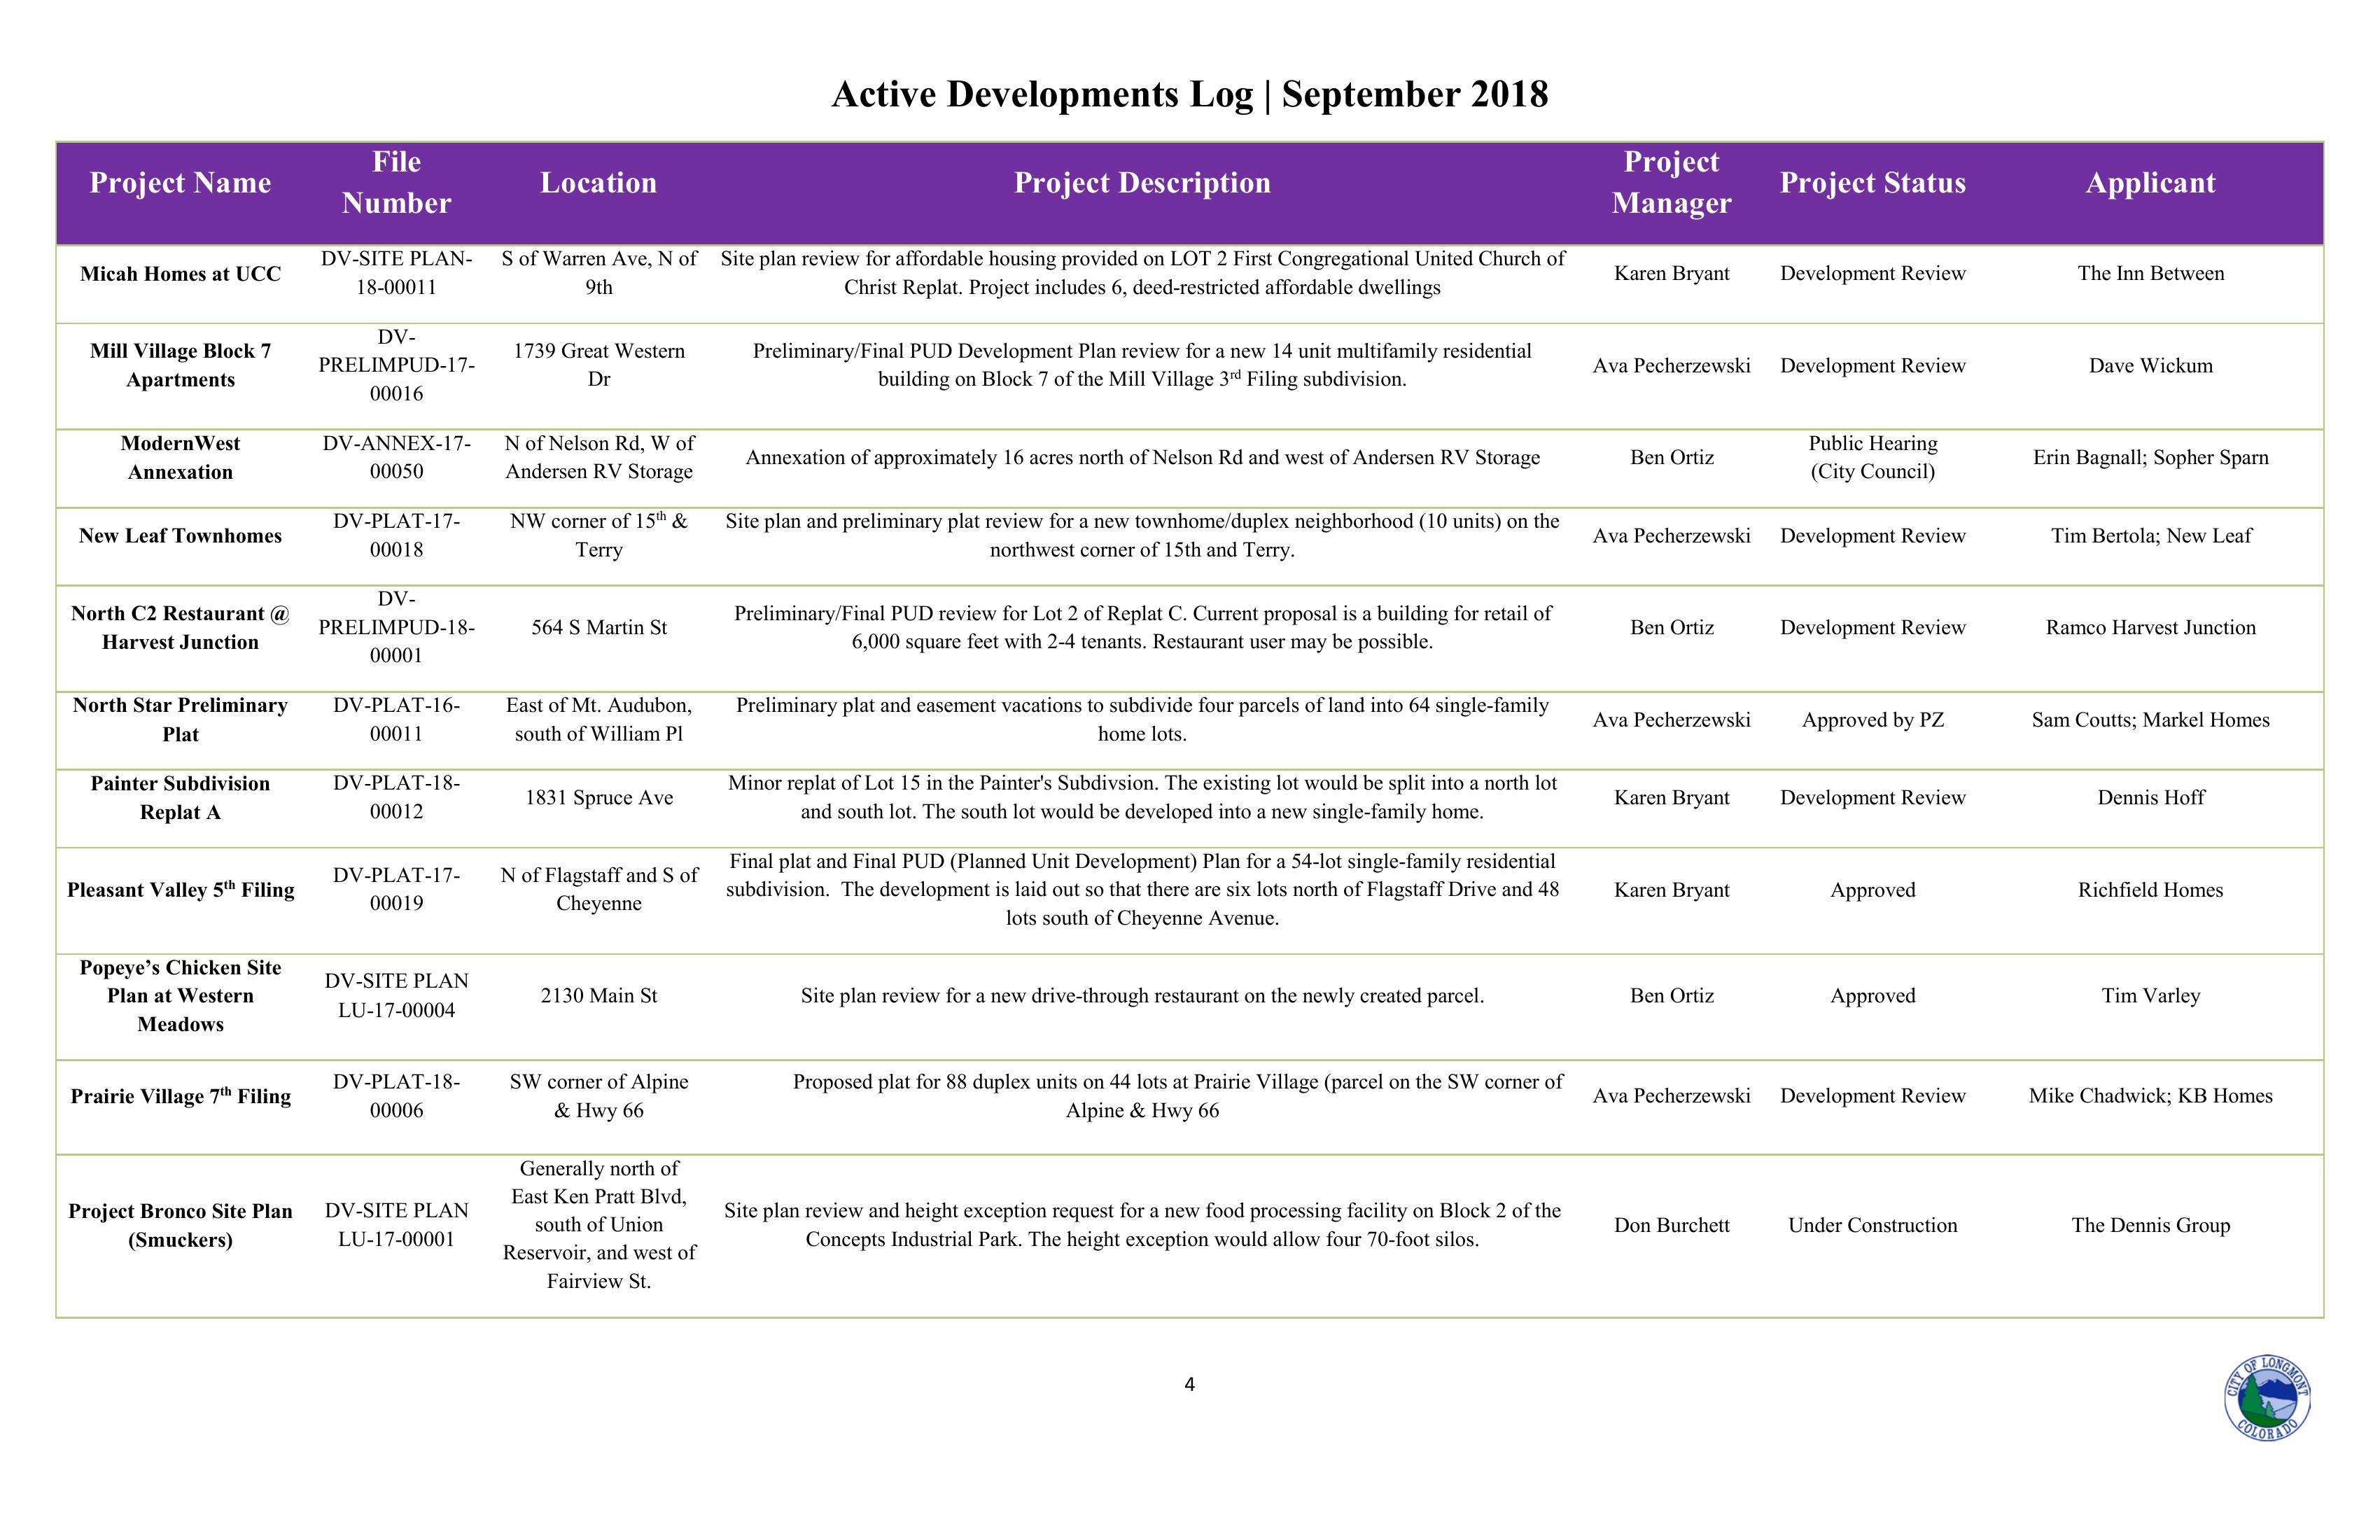 Active Developments Log | September 2018
Project Name
File
Number
Location
Project Description
Project
Manager
Project Status
Applicant
Micah Homes at UCC
DV-SITE PLAN-
18-00011
S of Warren Ave, N of
9th
Site plan review for affordable housing provided on LOT 2 First Congregational United Church of
Christ Replat. Project includes 6, deed-restricted affordable dwellings
Karen Bryant
Development Review
The Inn Between
Mill Village Block 7
Apartments
DV-
PRELIMPUD-17-
00016
1739 Great Western
Dr
Preliminary/Final PUD Development Plan review for a new 14 unit multifamily residential
building on Block 7 of the Mill Village 3rd Filing subdivision.
Ava Pecherzewski
Development Review
Dave Wickum
ModernWest
Annexation
DV-ANNEX-17-
00050
N of Nelson Rd, W of
Andersen RV Storage
Annexation of approximately 16 acres north of Nelson Rd and west of Andersen RV Storage
Ben Ortiz
Public Hearing
(City Council)
Erin Bagnall; Sopher Sparn
New Leaf Townhomes
DV-PLAT-17-
00018
NW corner of 15th &
Terry
Site plan and preliminary plat review for a new townhome/duplex neighborhood (10 units) on the
northwest corner of 15th and Terry.
Ava Pecherzewski
Development Review
Tim Bertola; New Leaf
North C2 Restaurant @
Harvest Junction
DV-
PRELIMPUD-18-
00001
564 S Martin St
Preliminary/Final PUD review for Lot 2 of Replat C. Current proposal is a building for retail of
6,000 square feet with 2-4 tenants. Restaurant user may be possible.
Ben Ortiz
Development Review
Ramco Harvest Junction
North Star Preliminary
Plat
DV-PLAT-16-
00011
East of Mt. Audubon,
south of William Pl
Preliminary plat and easement vacations to subdivide four parcels of land into 64 single-family
home lots.
Ava Pecherzewski
Approved by PZ
Sam Coutts; Markel Homes
Painter Subdivision
Replat A
DV-PLAT-18-
00012
1831 Spruce Ave
Minor replat of Lot 15 in the Painter's Subdivsion. The existing lot would be split into a north lot
and south lot. The south lot would be developed into a new single-family home.
Karen Bryant
Development Review
Dennis Hoff
Pleasant Valley 5th Filing
DV-PLAT-17-
00019
N of Flagstaff and S of
Cheyenne
Final plat and Final PUD (Planned Unit Development) Plan for a 54-lot single-family residential
subdivision.  The development is laid out so that there are six lots north of Flagstaff Drive and 48
lots south of Cheyenne Avenue.
Karen Bryant
Approved
Richfield Homes
Popeye’s Chicken Site
Plan at Western
Meadows
DV-SITE PLAN
LU-17-00004
2130 Main St
Site plan review for a new drive-through restaurant on the newly created parcel.
Ben Ortiz
Approved
Tim Varley
Prairie Village 7th Filing
DV-PLAT-18-
00006
SW corner of Alpine
& Hwy 66
Proposed plat for 88 duplex units on 44 lots at Prairie Village (parcel on the SW corner of
Alpine & Hwy 66
Ava Pecherzewski
Development Review
Mike Chadwick; KB Homes
Project Bronco Site Plan
(Smuckers)
DV-SITE PLAN
LU-17-00001
Generally north of
East Ken Pratt Blvd,
south of Union
Reservoir, and west of
Fairview St.
Site plan review and height exception request for a new food processing facility on Block 2 of the
Concepts Industrial Park. The height exception would allow four 70-foot silos.
Don Burchett
Under Construction
The Dennis Group
4
CITY OF LONGMONT
COLORADO